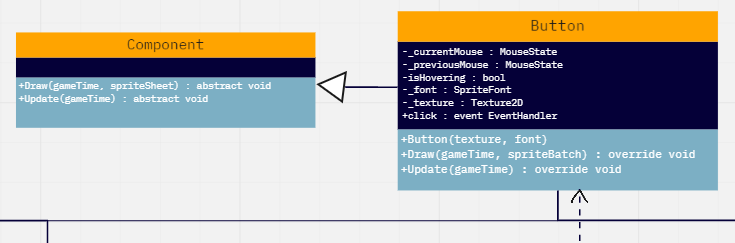 Component
+Draw(gameTime, spriteSheet) : abstract void
+Update(gameTime) : abstract void
Button
-_currentMouse : MouseState
-_previousMouse : MouseState
-isHovering : bool
-_font : SpriteFont
-_texture : Texture2D
+click : event EventHandler
+Button(texture, font)
+Draw(gameTime, spriteBatch) : override void
+Update(gameTime) : override void